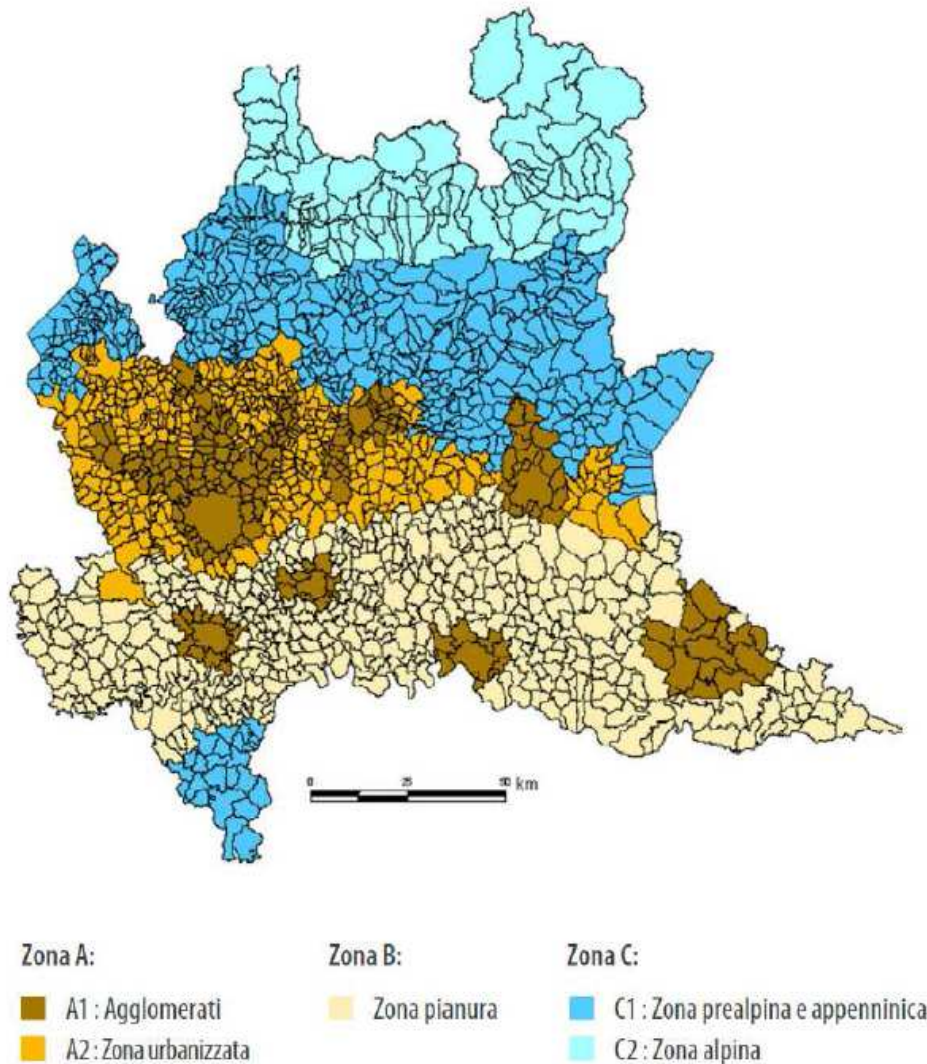 0 25 50 km
Zona A:
Zona B:
Zona C:
A1 : Agglomerati
Zona pianura
C1 : Zona prealpina e appenninica
A2 : Zona urbanizzata
C2 : Zona alpina